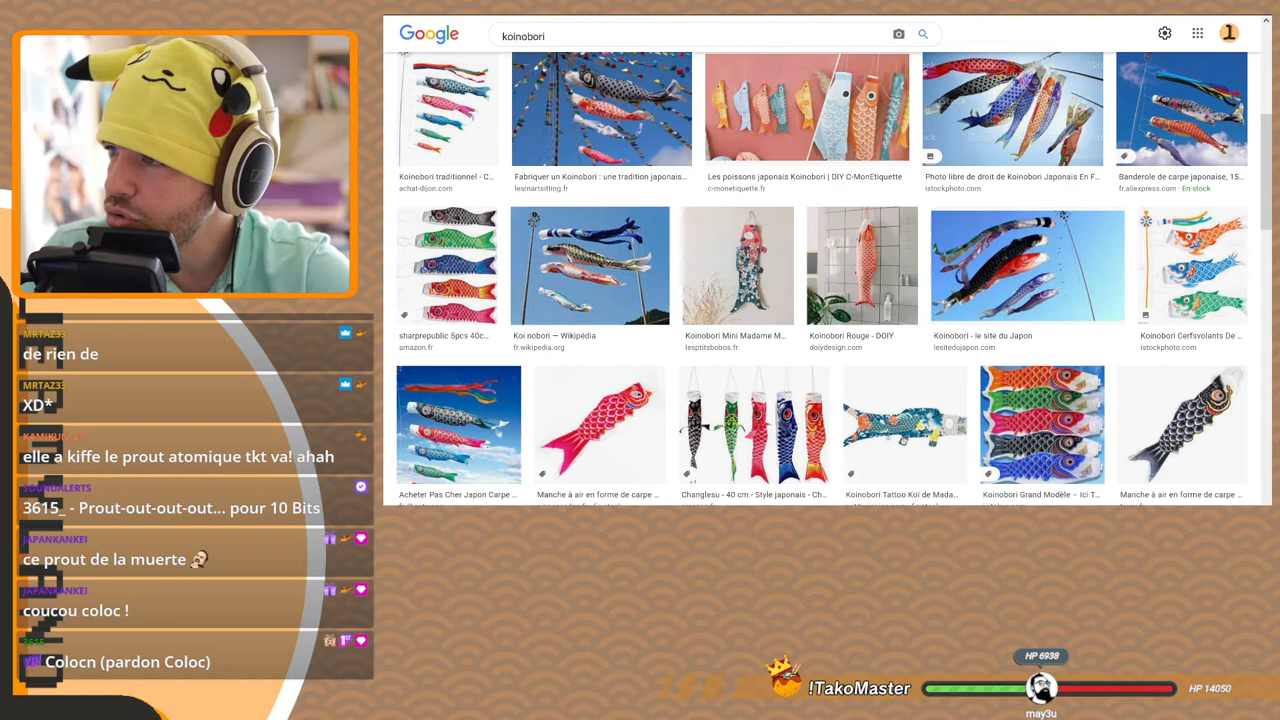 Google
koinobori
1
Koinobori traditionnel - C...
achat-dijon.com
Fabriquer un Koinobori : une tradition japonais...
lesmartsitting.fr
Les poissons japonais Koinobori | DIY C-MonEtiquette
c-monetiquette.fr
Photo libre de droit de Koinobori Japonais En F...
istockphoto.com
Banderole de carpe japonaise, 15...
fr.aliexpress.com · En stock
sharprepublic 5pcs 40c...
amazon.fr
Koi nobori — Wikipédia
fr.wikipedia.org
Koinobori Mini Madame M...
lesptitsbobos.fr
Koinobori Rouge - DOIY
doiydesign.com
Koinobori - le site du Japon
lesitedujapon.com
Koinobori Cerfsvolants De ...
istockphoto.com
Acheter Pas Cher Japon Carpe ...
Manche à air en forme de carpe ...
Changlesu - 40 cm - Style japonais - Ch...
Koinobori Tattoo Koï de Mada...
Koinobori Grand Modèle – Ici T...
Manche à air en forme de carpe ...
MRTAZ33
de rien de
MRTAZ33
XD*
elle a kiffe le prout atomique tkt va! ahah
SOUNDALERTS
3615_ - Prout-out-out-out... pour 10 Bits
JAPANKANKEI
ce prout de la muerte
JAPANKANKEI
coucou coloc !
3615_
Colocn (pardon Coloc)
HP 6938
!TakoMaster
HP 14050
may3u